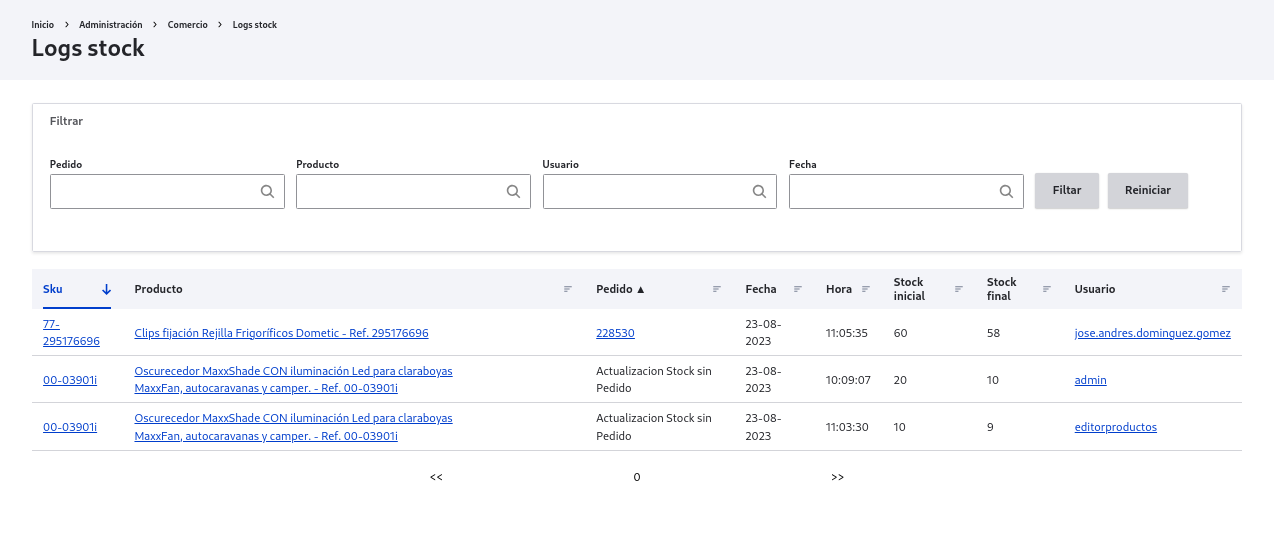 Inicio › Administración › Comercio › Logs stock
Logs stock
Filtrar
Pedido Producto Usuario Fecha
Filtar Reiniciar
Sku Producto Pedido ▲ Fecha Hora Stock inicial Stock final Usuario
77-295176696 Clips fijación Rejilla Frigoríficos Dometic - Ref. 295176696 228530 23-08-2023 11:05:35 60 58 jose.andres.dominguez.gomez
00-03901i Oscurecedor MaxxShade CON iluminación Led para claraboyas MaxxFan, autocaravanas y camper. - Ref. 00-03901i Actualizacion Stock sin Pedido 23-08-2023 10:09:07 20 10 admin
00-03901i Oscurecedor MaxxShade CON iluminación Led para claraboyas MaxxFan, autocaravanas y camper. - Ref. 00-03901i Actualizacion Stock sin Pedido 23-08-2023 11:03:30 10 9 editorproductos
<< 0 >>